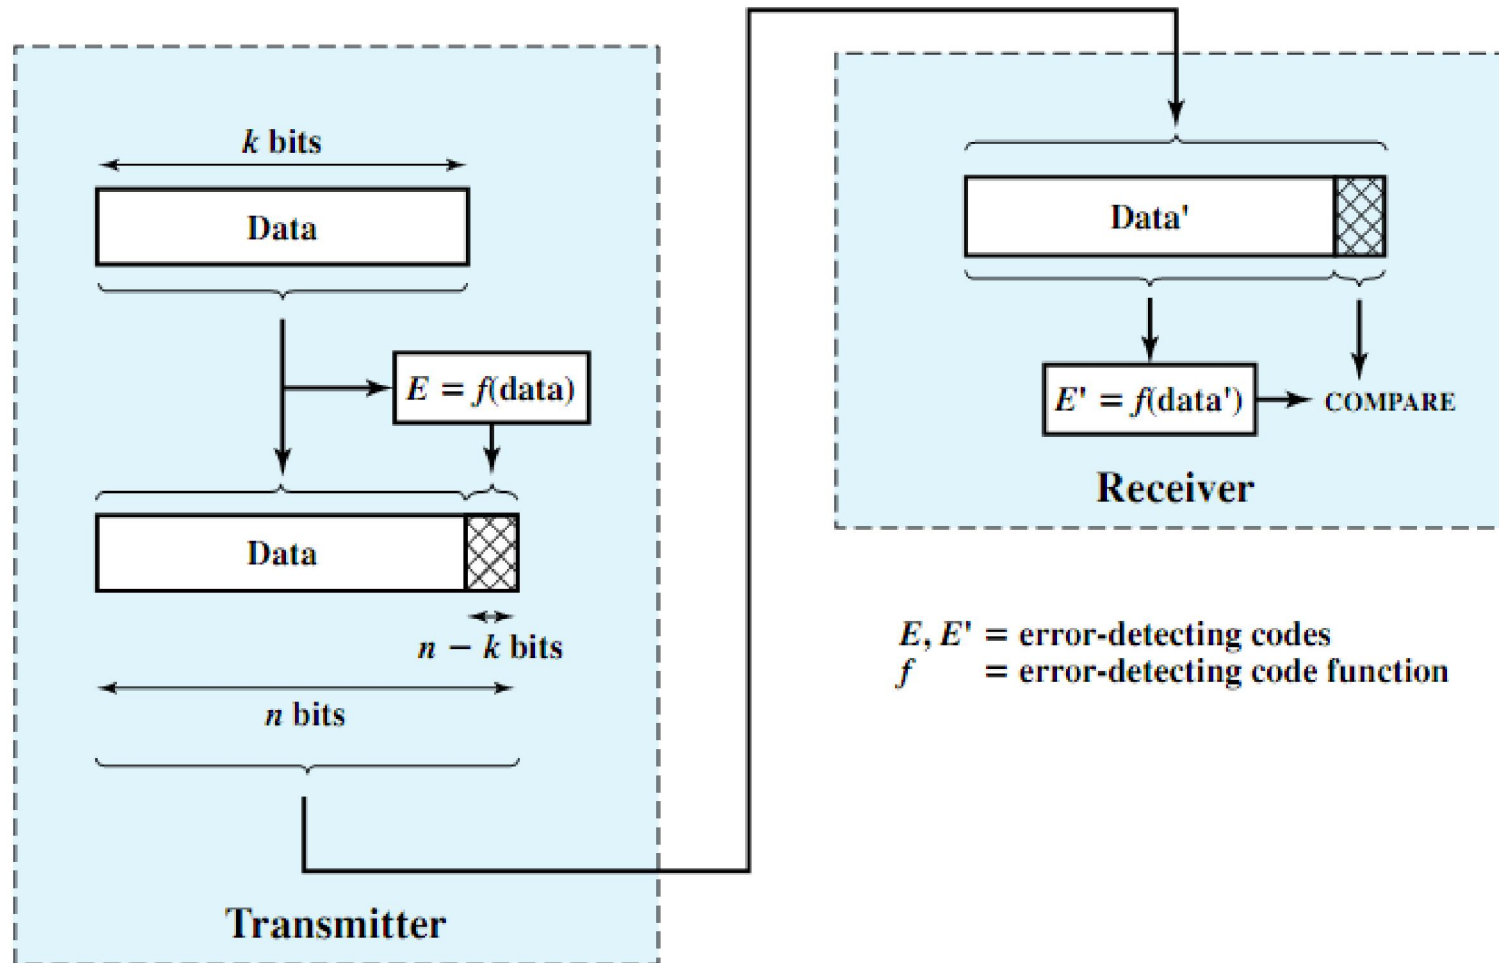 k bits
Data
E = f(data)
Data
n − k bits
n bits
Transmitter
Data'
E' = f(data')
COMPARE
Receiver
E, E' = error-detecting codes
f = error-detecting code function